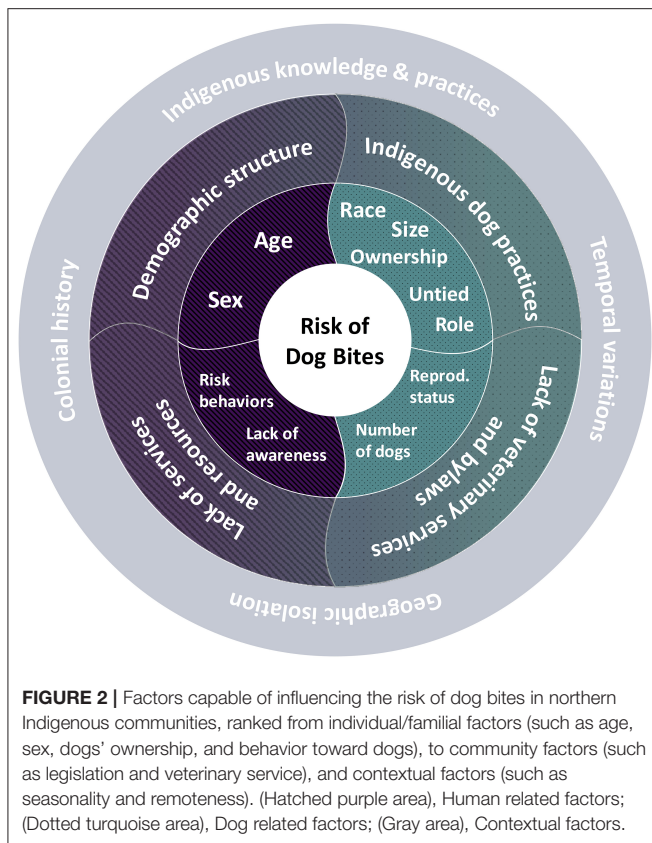 Indigenous knowledge & practices
Temporal variations
Geographic isolation
Colonial history
Demographic structure
Indigenous dog practices
Lack of veterinary services
and bylaws
Lack of services
and resources
Age
Sex
Race
Size
Ownership
Untied
Role
Reprod.
status
Number
of dogs
Risk
behaviors
Lack of
awareness
Risk of
Dog Bites
FIGURE 2 | Factors capable of influencing the risk of dog bites in northern
Indigenous communities, ranked from individual/familial factors (such as age,
sex, dogs' ownership, and behavior toward dogs), to community factors (such
as legislation and veterinary service), and contextual factors (such as
seasonality and remoteness). (Hatched purple area), Human related factors;
(Dotted turquoise area), Dog related factors; (Gray area), Contextual factors.